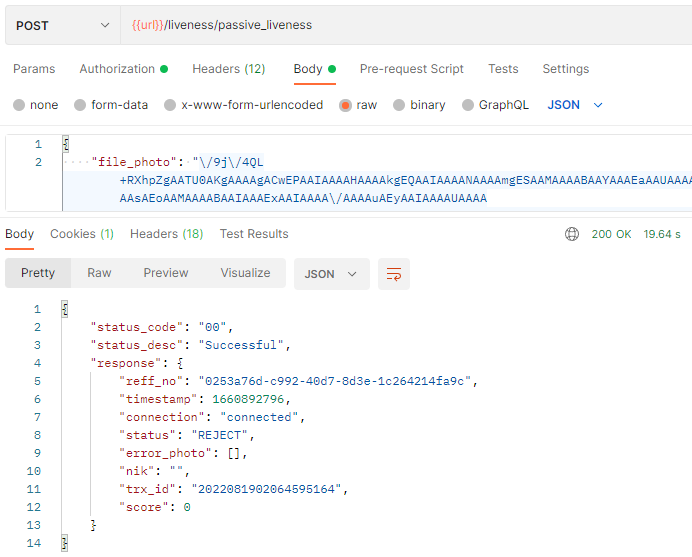 POST {{url}}/liveness/passive_liveness
Params Authorization Headers (12) Body Pre-request Script Tests Settings
none form-data x-www-form-urlencoded raw binary GraphQL JSON
1 {
2 "file_photo": "\/9j\/4QL
+RXhpZgAATU0AKgAAAAgACwEPAAIAAAAHAAAAkgEQAAIAAAANAAAAmgESAAMAAAABAAYAAAEaAAUAAAA
AAsAEoAAMAAAABAAIAAAExAAIAAAA\/AAAAuAEyAAIAAAAUAAAA
Body Cookies (1) Headers (18) Test Results 200 OK 19.64 s
Pretty Raw Preview Visualize JSON
1 {
2 "status_code": "00",
3 "status_desc": "Successful",
4 "response": {
5 "reff_no": "0253a76d-c992-40d7-8d3e-1c264214fa9c",
6 "timestamp": 1660892796,
7 "connection": "connected",
8 "status": "REJECT",
9 "error_photo": [],
10 "nik": "",
11 "trx_id": "2022081902064595164",
12 "score": 0
13 }
14 }